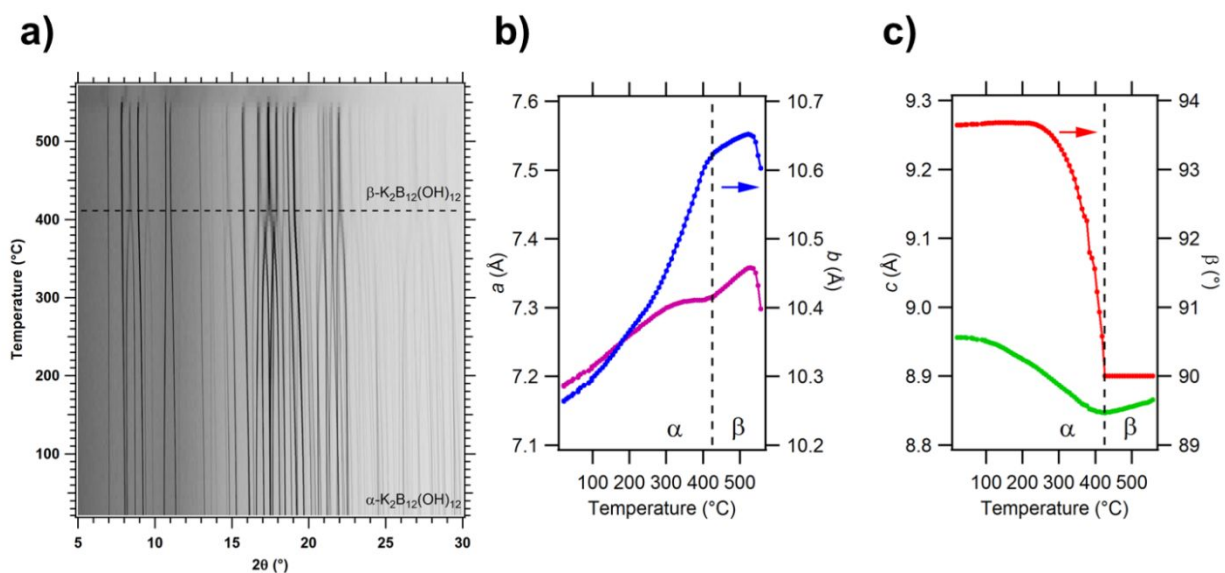 a)
b)
c)
500
400
300
200
100
Temperature (°C)
β-K₂B₁₂(OH)₁₂
α-K₂B₁₂(OH)₁₂
5
10
15
20
25
30
2θ (°)
7.6
7.5
7.4
7.3
7.2
7.1
a (Å)
10.7
10.6
10.5
10.4
10.3
10.2
b (Å)
α
β
100 200 300 400 500
Temperature (°C)
9.3
9.2
9.1
9.0
8.9
8.8
c (Å)
94
93
92
91
90
89
β (°)
α
β
100 200 300 400 500
Temperature (°C)